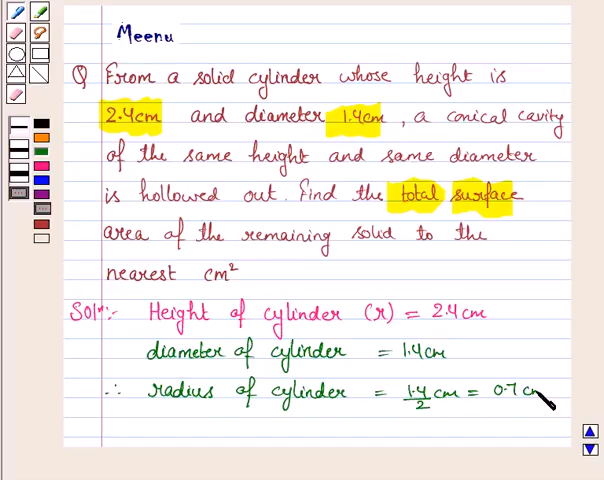 Meenu
Q From a solid cylinder whose height is
2.4cm and diameter 1.4cm, a conical cavity
of the same height and same diameter
is hollowed out. Find the total surface
area of the remaining solid to the
nearest cm²
Solⁿ:- Height of cylinder (r) = 2.4cm
diameter of cylinder = 1.4cm
∴ radius of cylinder = 1.4/2 cm = 0.7 cm